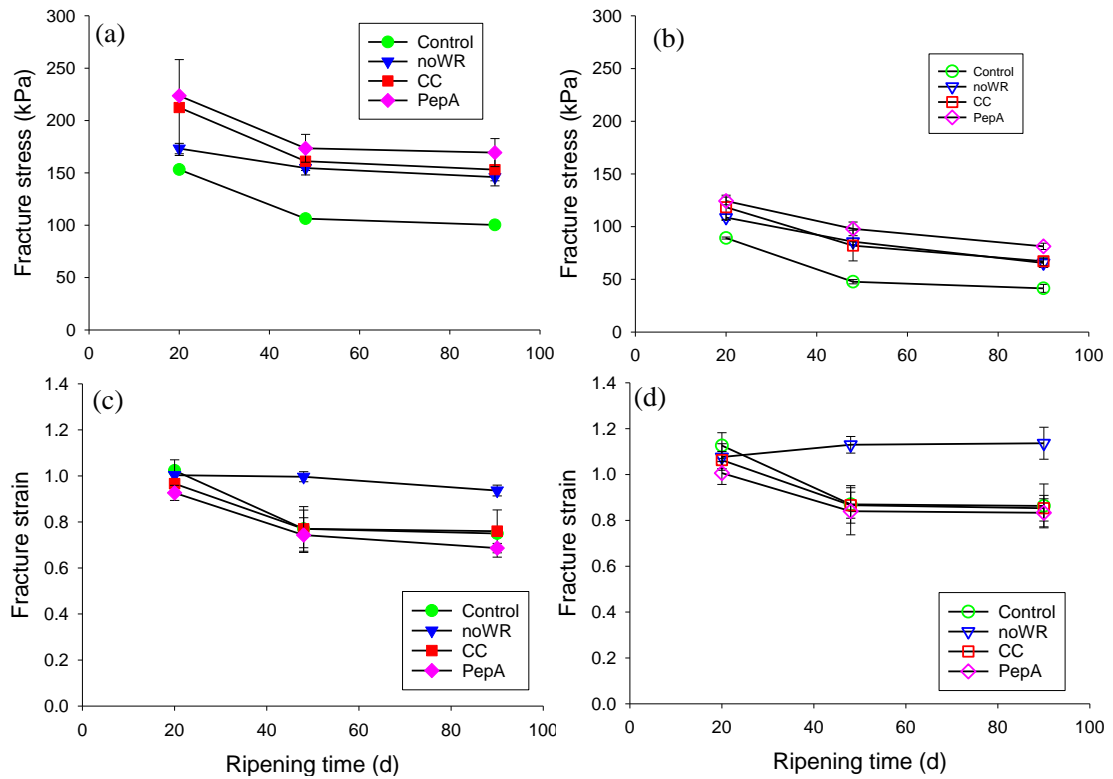 (a)
Fracture stress (kPa)
300
250
200
150
100
50
0
0 20 40 60 80 100
Control
noWR
CC
PepA
(b)
Fracture stress (kPa)
300
250
200
150
100
50
0
0 20 40 60 80 100
Control
noWR
CC
PepA
(c)
Fracture strain
1.4
1.2
1.0
0.8
0.6
0.4
0.2
0.0
0 20 40 60 80 100
Ripening time (d)
Control
noWR
CC
PepA
(d)
Fracture strain
1.4
1.2
1.0
0.8
0.6
0.4
0.2
0.0
0 20 40 60 80 100
Ripening time (d)
Control
noWR
CC
PepA